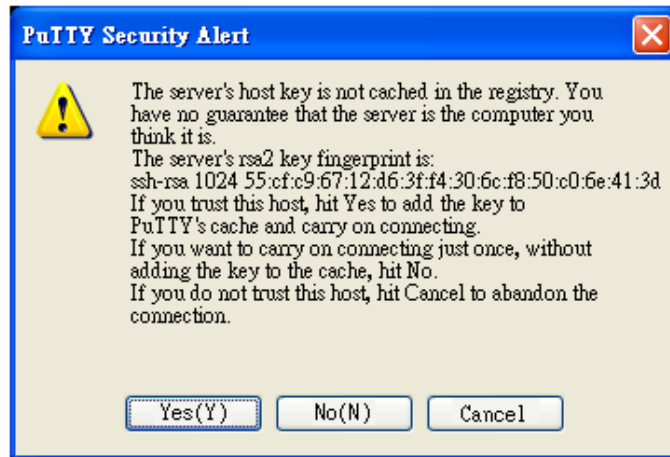 PuTTY Security Alert
The server's host key is not cached in the registry. You
have no guarantee that the server is the computer you
think it is.
The server's rsa2 key fingerprint is:
ssh-rsa 1024 55:cf:c9:67:12:d6:3f:f4:30:6c:f8:50:c0:6e:41:3d
If you trust this host, hit Yes to add the key to
PuTTY's cache and carry on connecting.
If you want to carry on connecting just once, without
adding the key to the cache, hit No.
If you do not trust this host, hit Cancel to abandon the
connection.
Yes(Y) No(N) Cancel